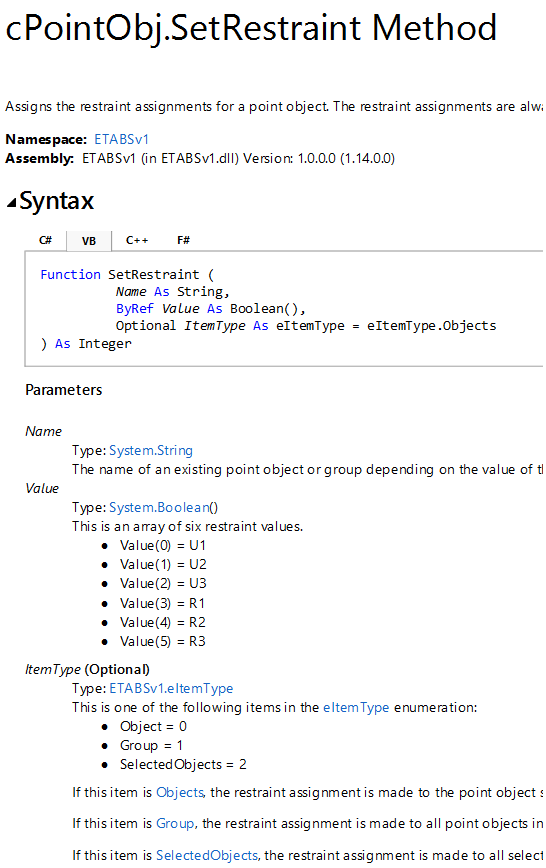 cPointObj.SetRestraint Method
Assigns the restraint assignments for a point object. The restraint assignments are
Namespace: ETABSv1
Assembly: ETABSv1 (in ETABSv1.dll) Version: 1.0.0.0 (1.14.0.0)
Syntax
C# VB C++ F#
Function SetRestraint (
Name As String,
ByRef Value As Boolean(),
Optional ItemType As eItemType = eItemType.Objects
) As Integer
Parameters
Name
Type: System.String
The name of an existing point object or group depending on the value of
Value
Type: System.Boolean()
This is an array of six restraint values.
● Value(0) = U1
● Value(1) = U2
● Value(2) = U3
● Value(3) = R1
● Value(4) = R2
● Value(5) = R3
ItemType (Optional)
Type: ETABSv1.eItemType
This is one of the following items in the eItemType enumeration:
● Object = 0
● Group = 1
● SelectedObjects = 2
If this item is Objects, the restraint assignment is made to the point object
If this item is Group, the restraint assignment is made to all point objects in
If this item is SelectedObjects, the restraint assignment is made to all